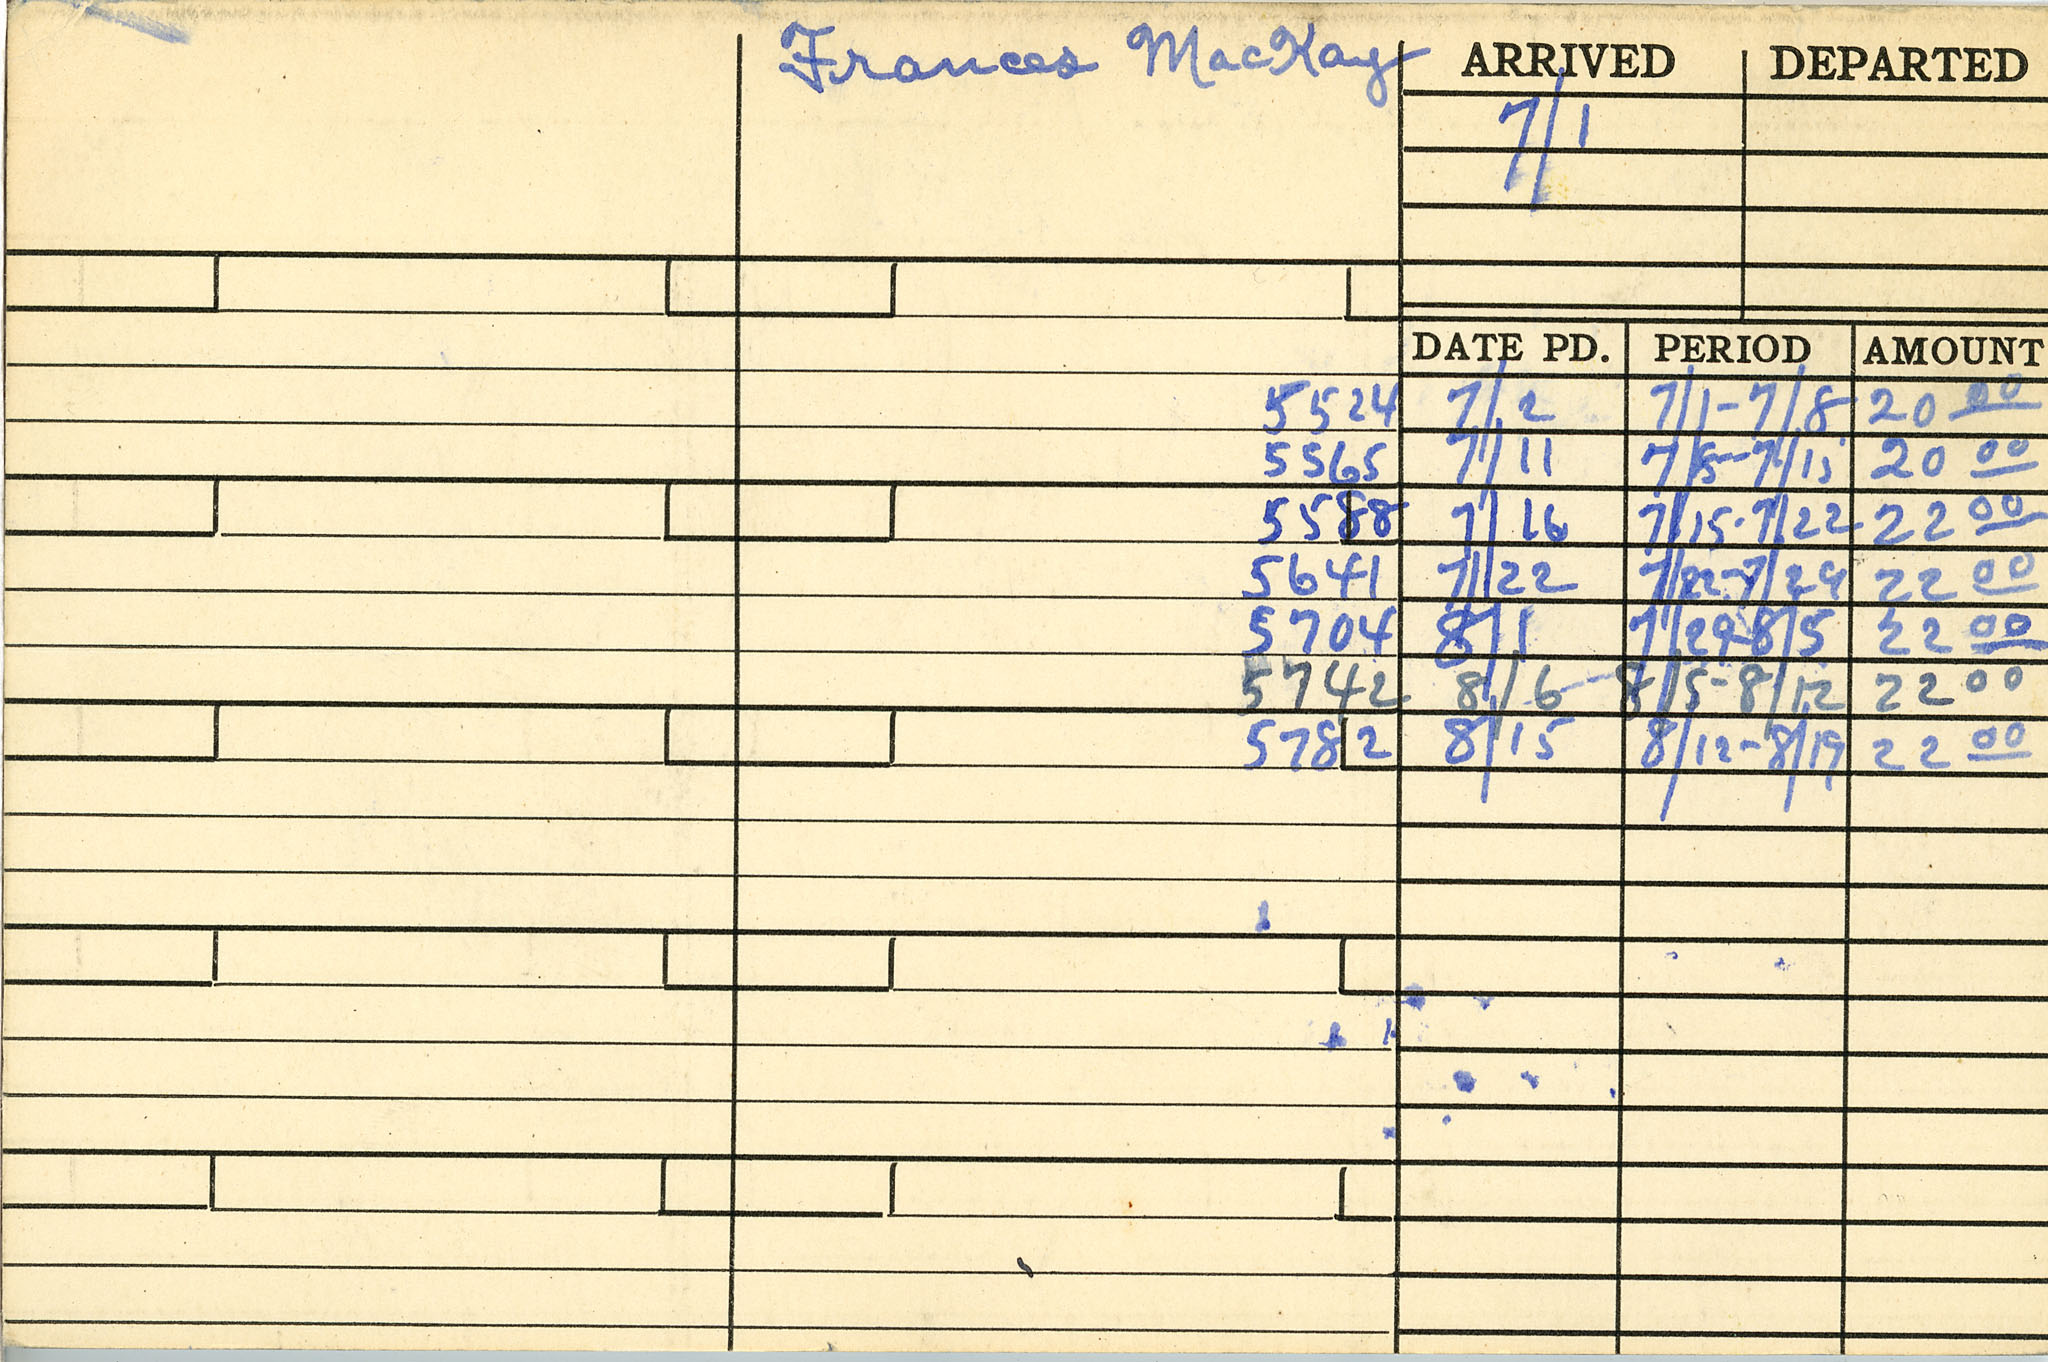 Frances MacKay ARRIVED DEPARTED
7/1
DATE PD. PERIOD AMOUNT
5524 7/2 7/1-7/8 20 00
5565 7/11 7/8-7/15 20 00
5588 7/16 7/15-7/22 22 00
5641 7/22 7/22-7/29 22 00
5704 8/1 7/29-8/5 22 00
5742 8/6 8/5-8/12 22 00
5782 8/15 8/12-8/19 22 00